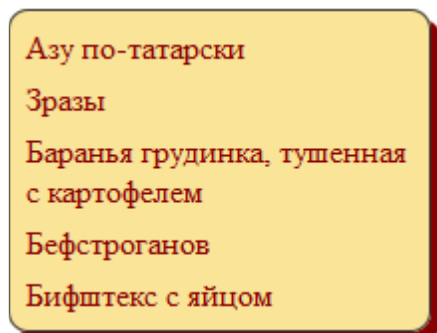 Азу по-татарски
Зразы
Баранья грудинка, тушенная
с картофелем
Бефстроганов
Бифштекс с яйцом